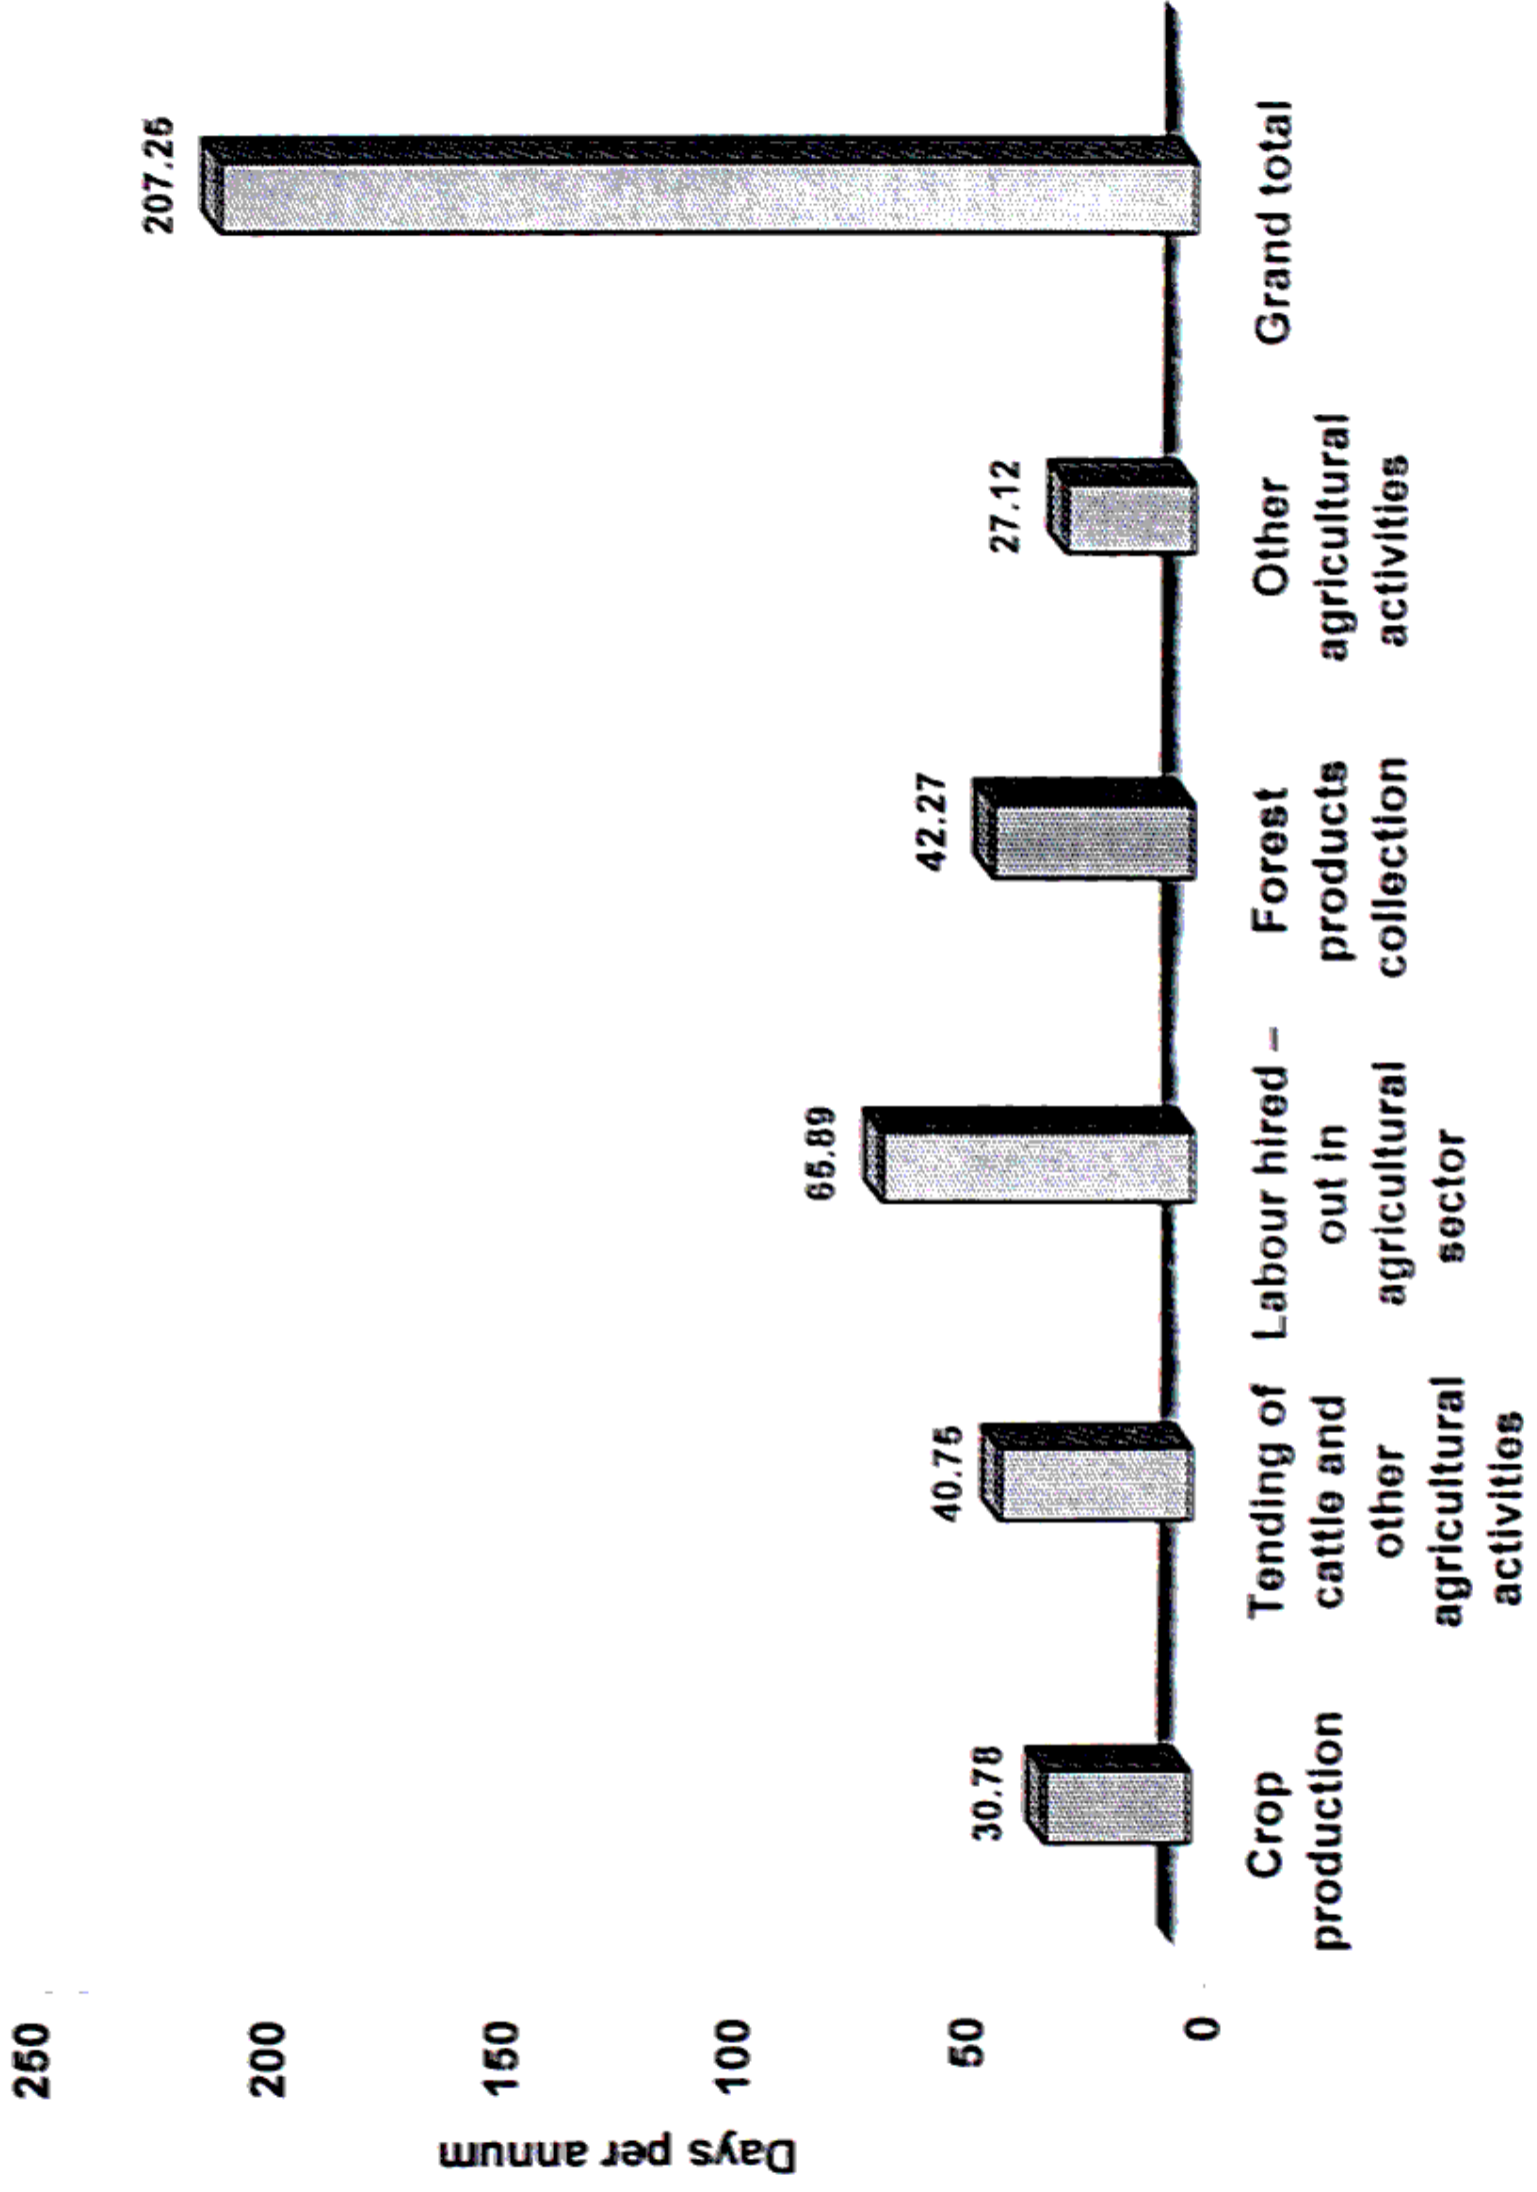 Days per annum
250
200
150
100
50
0
30.78
40.75
65.89
42.27
27.12
207.25
Crop
production
Tending of
cattle and
other
agricultural
activities
Labour hired –
out in
agricultural
sector
Forest
products
collection
Other
agricultural
activities
Grand total